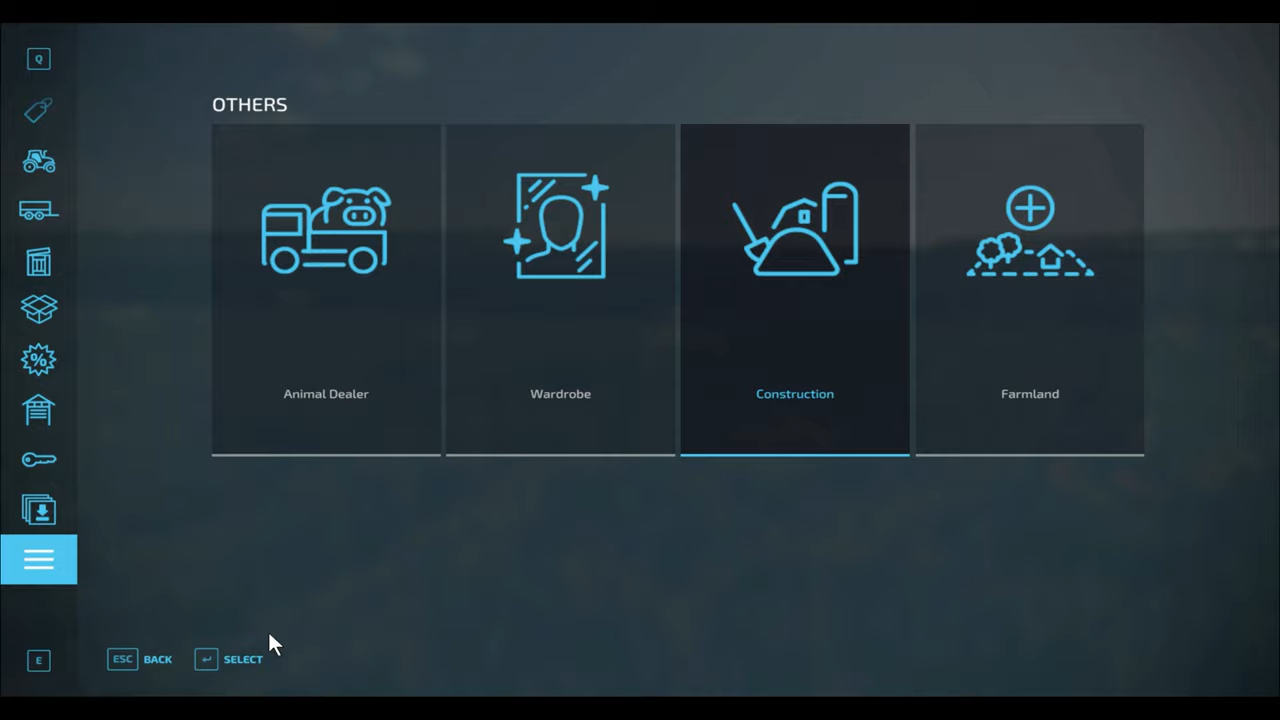 Q
OTHERS
%
Animal Dealer
Wardrobe
Construction
Farmland
E
ESC BACK
SELECT